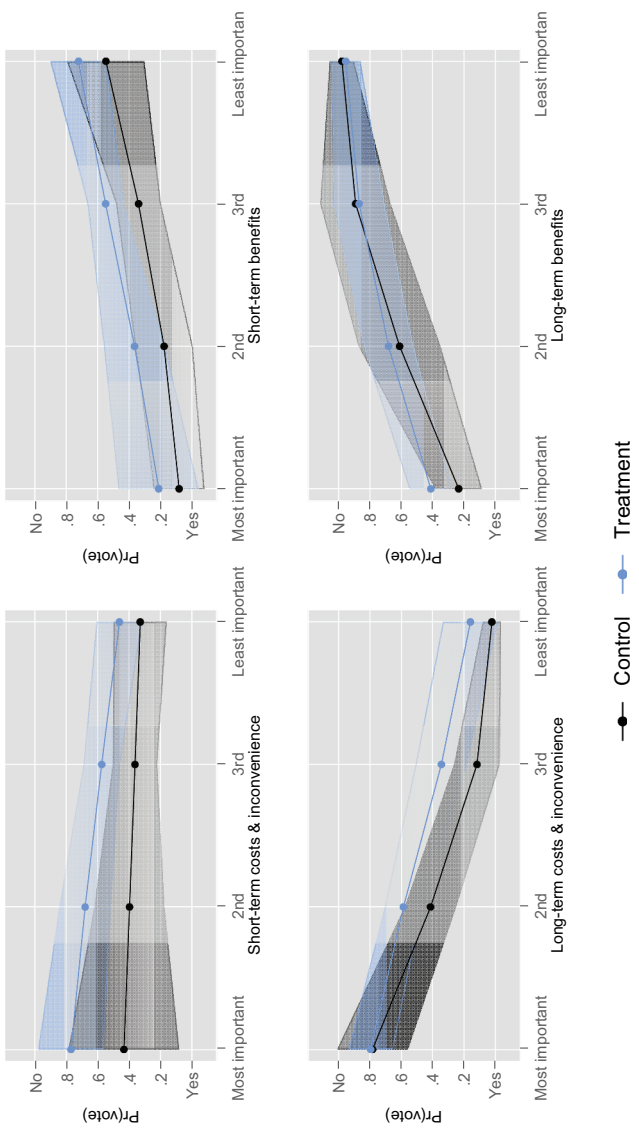 No
.8
.6
.4
.2
Yes
Pr(vote)
Most important
2nd
3rd
Least important
Short-term costs & inconvenience
No
.8
.6
.4
.2
Yes
Pr(vote)
Most important
2nd
3rd
Least importan
Short-term benefits
No
.8
.6
.4
.2
Yes
Pr(vote)
Most important
2nd
3rd
Least important
Long-term costs & inconvenience
No
.8
.6
.4
.2
Yes
Pr(vote)
Most important
2nd
3rd
Least importan
Long-term benefits
Control
Treatment